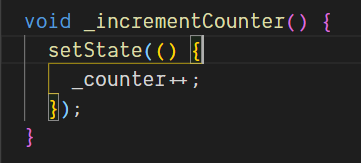 void _incrementCounter() {
  setState(() {
    _counter++;
  });
}